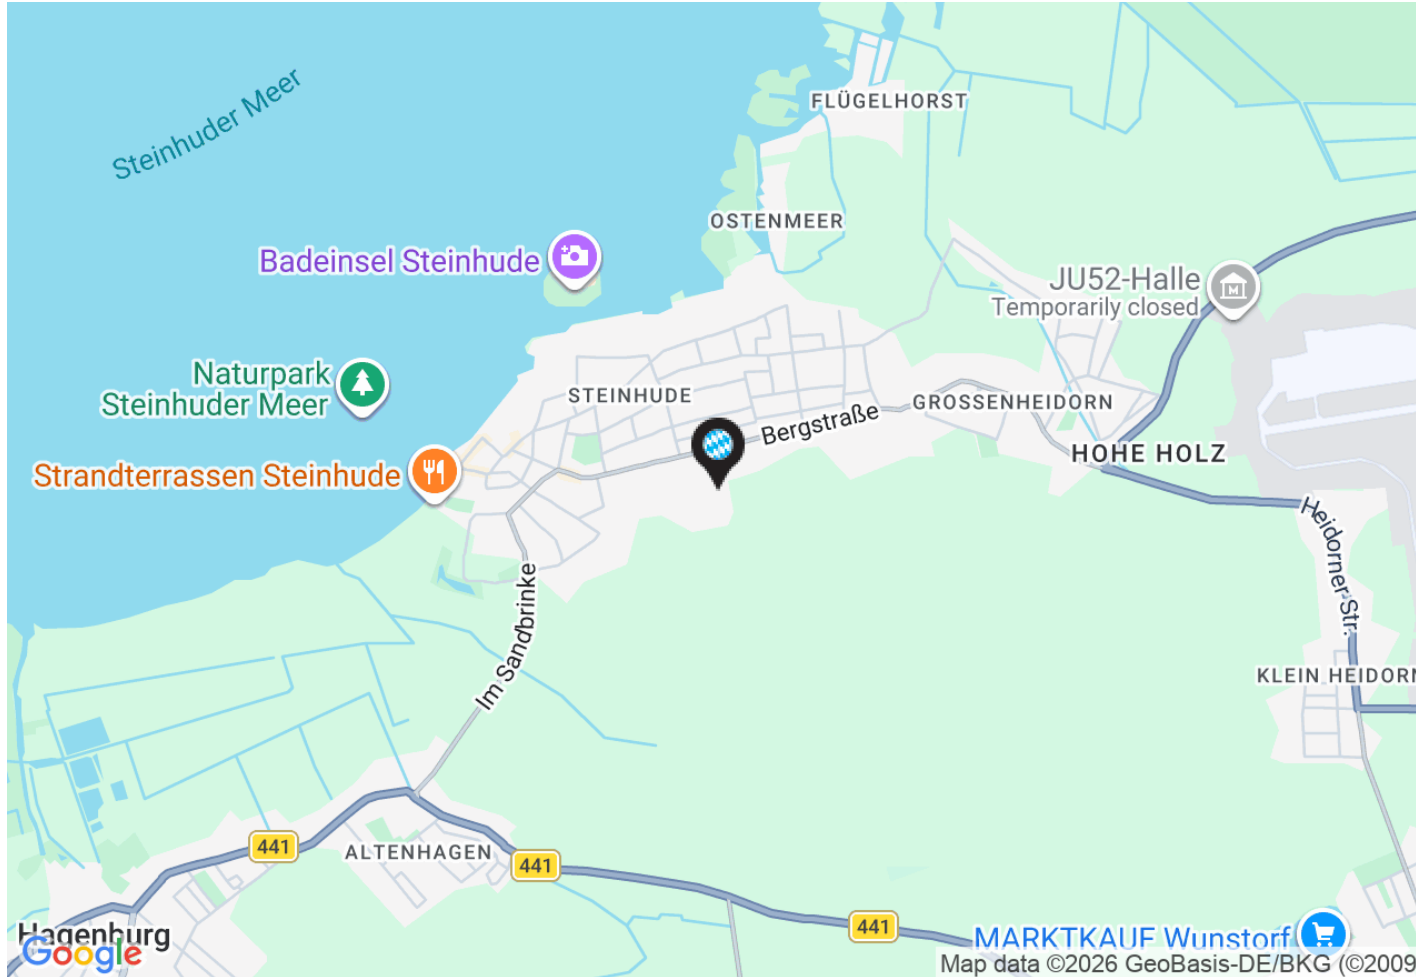 FLÜGELHORST
Steinhuder Meer
OSTENMEER
Badeinsel Steinhude
JU52-Halle
Temporarily closed
Naturpark
Steinhuder Meer
STEINHUDE
GROSSENHEIDORN
Bergstraße
HOHE HOLZ
Strandterrassen Steinhude
Heidorner Str.
Im Sandbrinke
KLEIN HEIDORN
441
ALTENHAGEN
441
441
Hagenburg
MARKTKAUF Wunstorf
Google
Map data ©2026 GeoBasis-DE/BKG (©2009